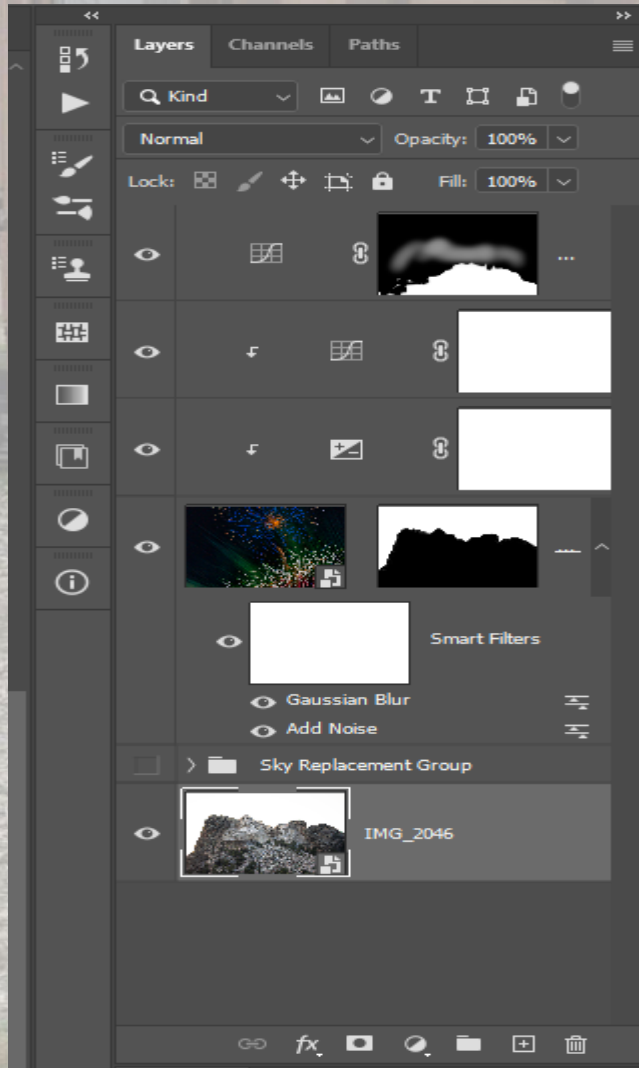 Layers Channels Paths
Kind
Normal Opacity: 100%
Lock: Fill: 100%
...
Smart Filters
Gaussian Blur
Add Noise
Sky Replacement Group
IMG_2046
fx